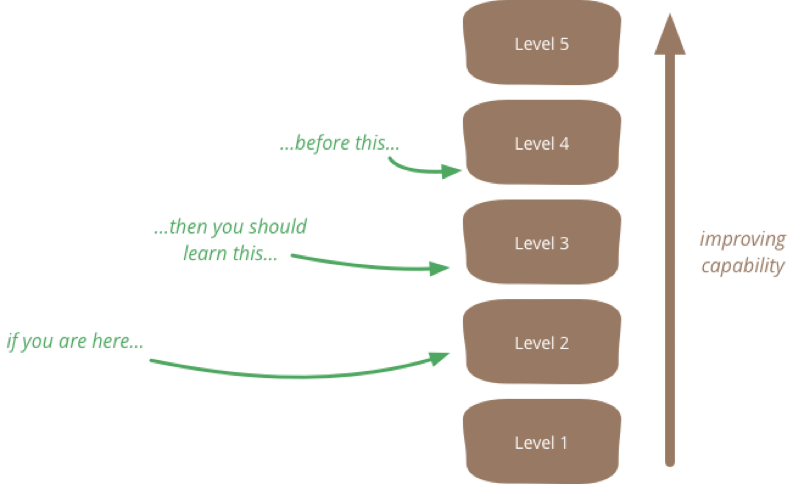 Level 5
...before this...
Level 4
...then you should
learn this...
Level 3
improving
capability
if you are here...
Level 2
Level 1